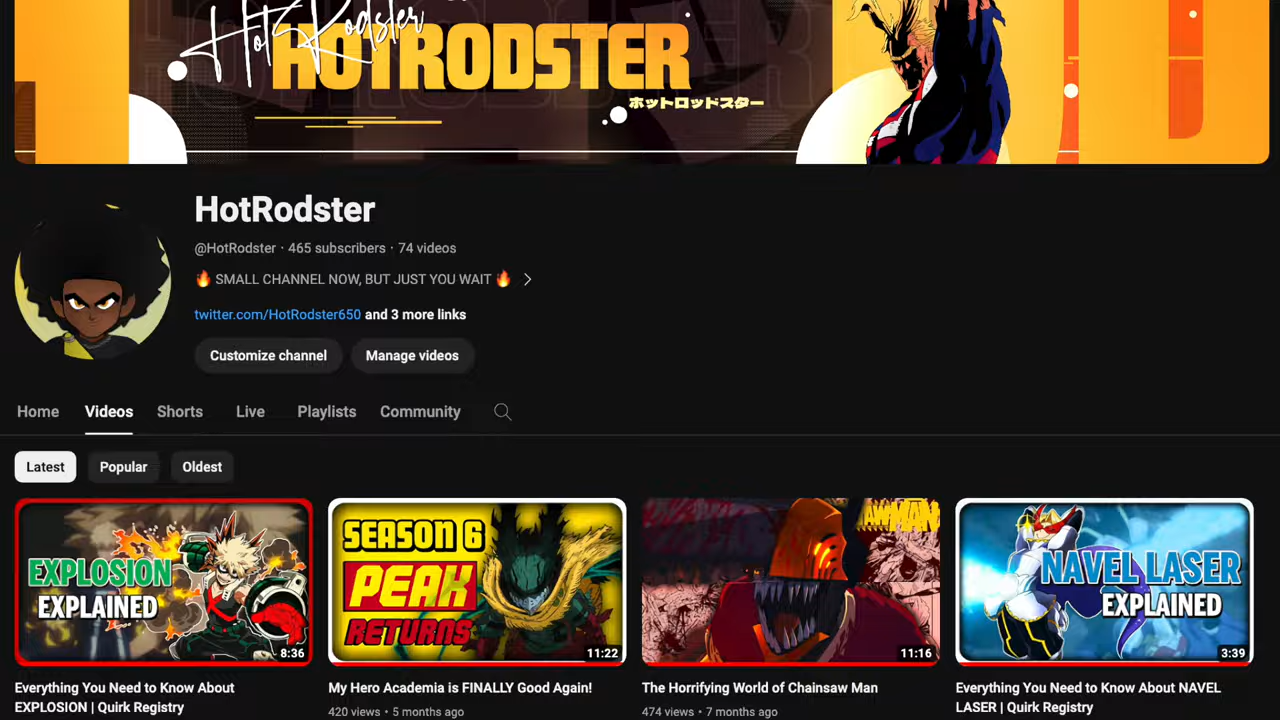 HotRodster
HOTRODSTER
ホットロッドスター
HotRodster
@HotRodster · 465 subscribers · 74 videos
🔥 SMALL CHANNEL NOW, BUT JUST YOU WAIT 🔥
twitter.com/HotRodster650 and 3 more links
Customize channel Manage videos
Home Videos Shorts Live Playlists Community
Latest Popular Oldest
EXPLOSION
EXPLAINED
8:36
SEASON 6
PEAK
RETURNS
11:22
11:16
NAVEL LASER
EXPLAINED
3:39
Everything You Need to Know About
EXPLOSION | Quirk Registry
My Hero Academia is FINALLY Good Again!
420 views · 5 months ago
The Horrifying World of Chainsaw Man
474 views · 7 months ago
Everything You Need to Know About NAVEL
LASER | Quirk Registry